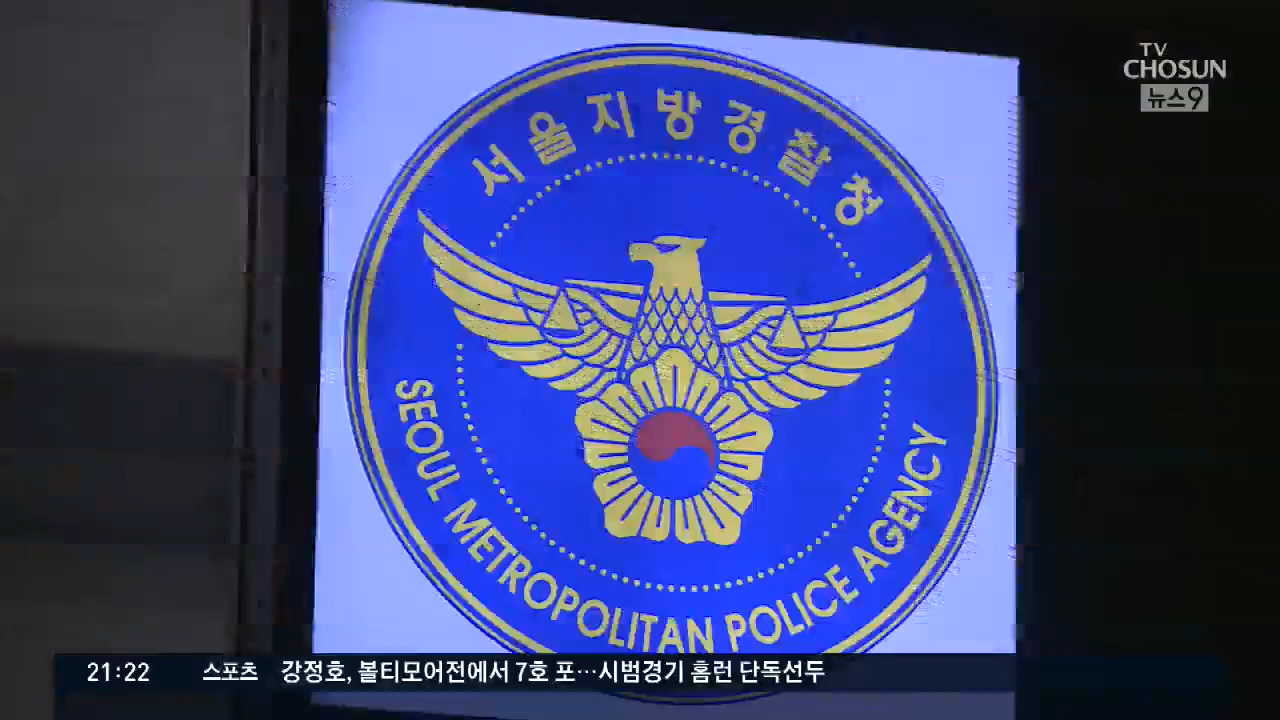 TV
CHOSUN
뉴스9
서울지방경찰청
SEOUL METROPOLITAN POLICE AGENCY
21:22 스포츠 강정호, 볼티모어전에서 7호 포…시범경기 홈런 단독선두